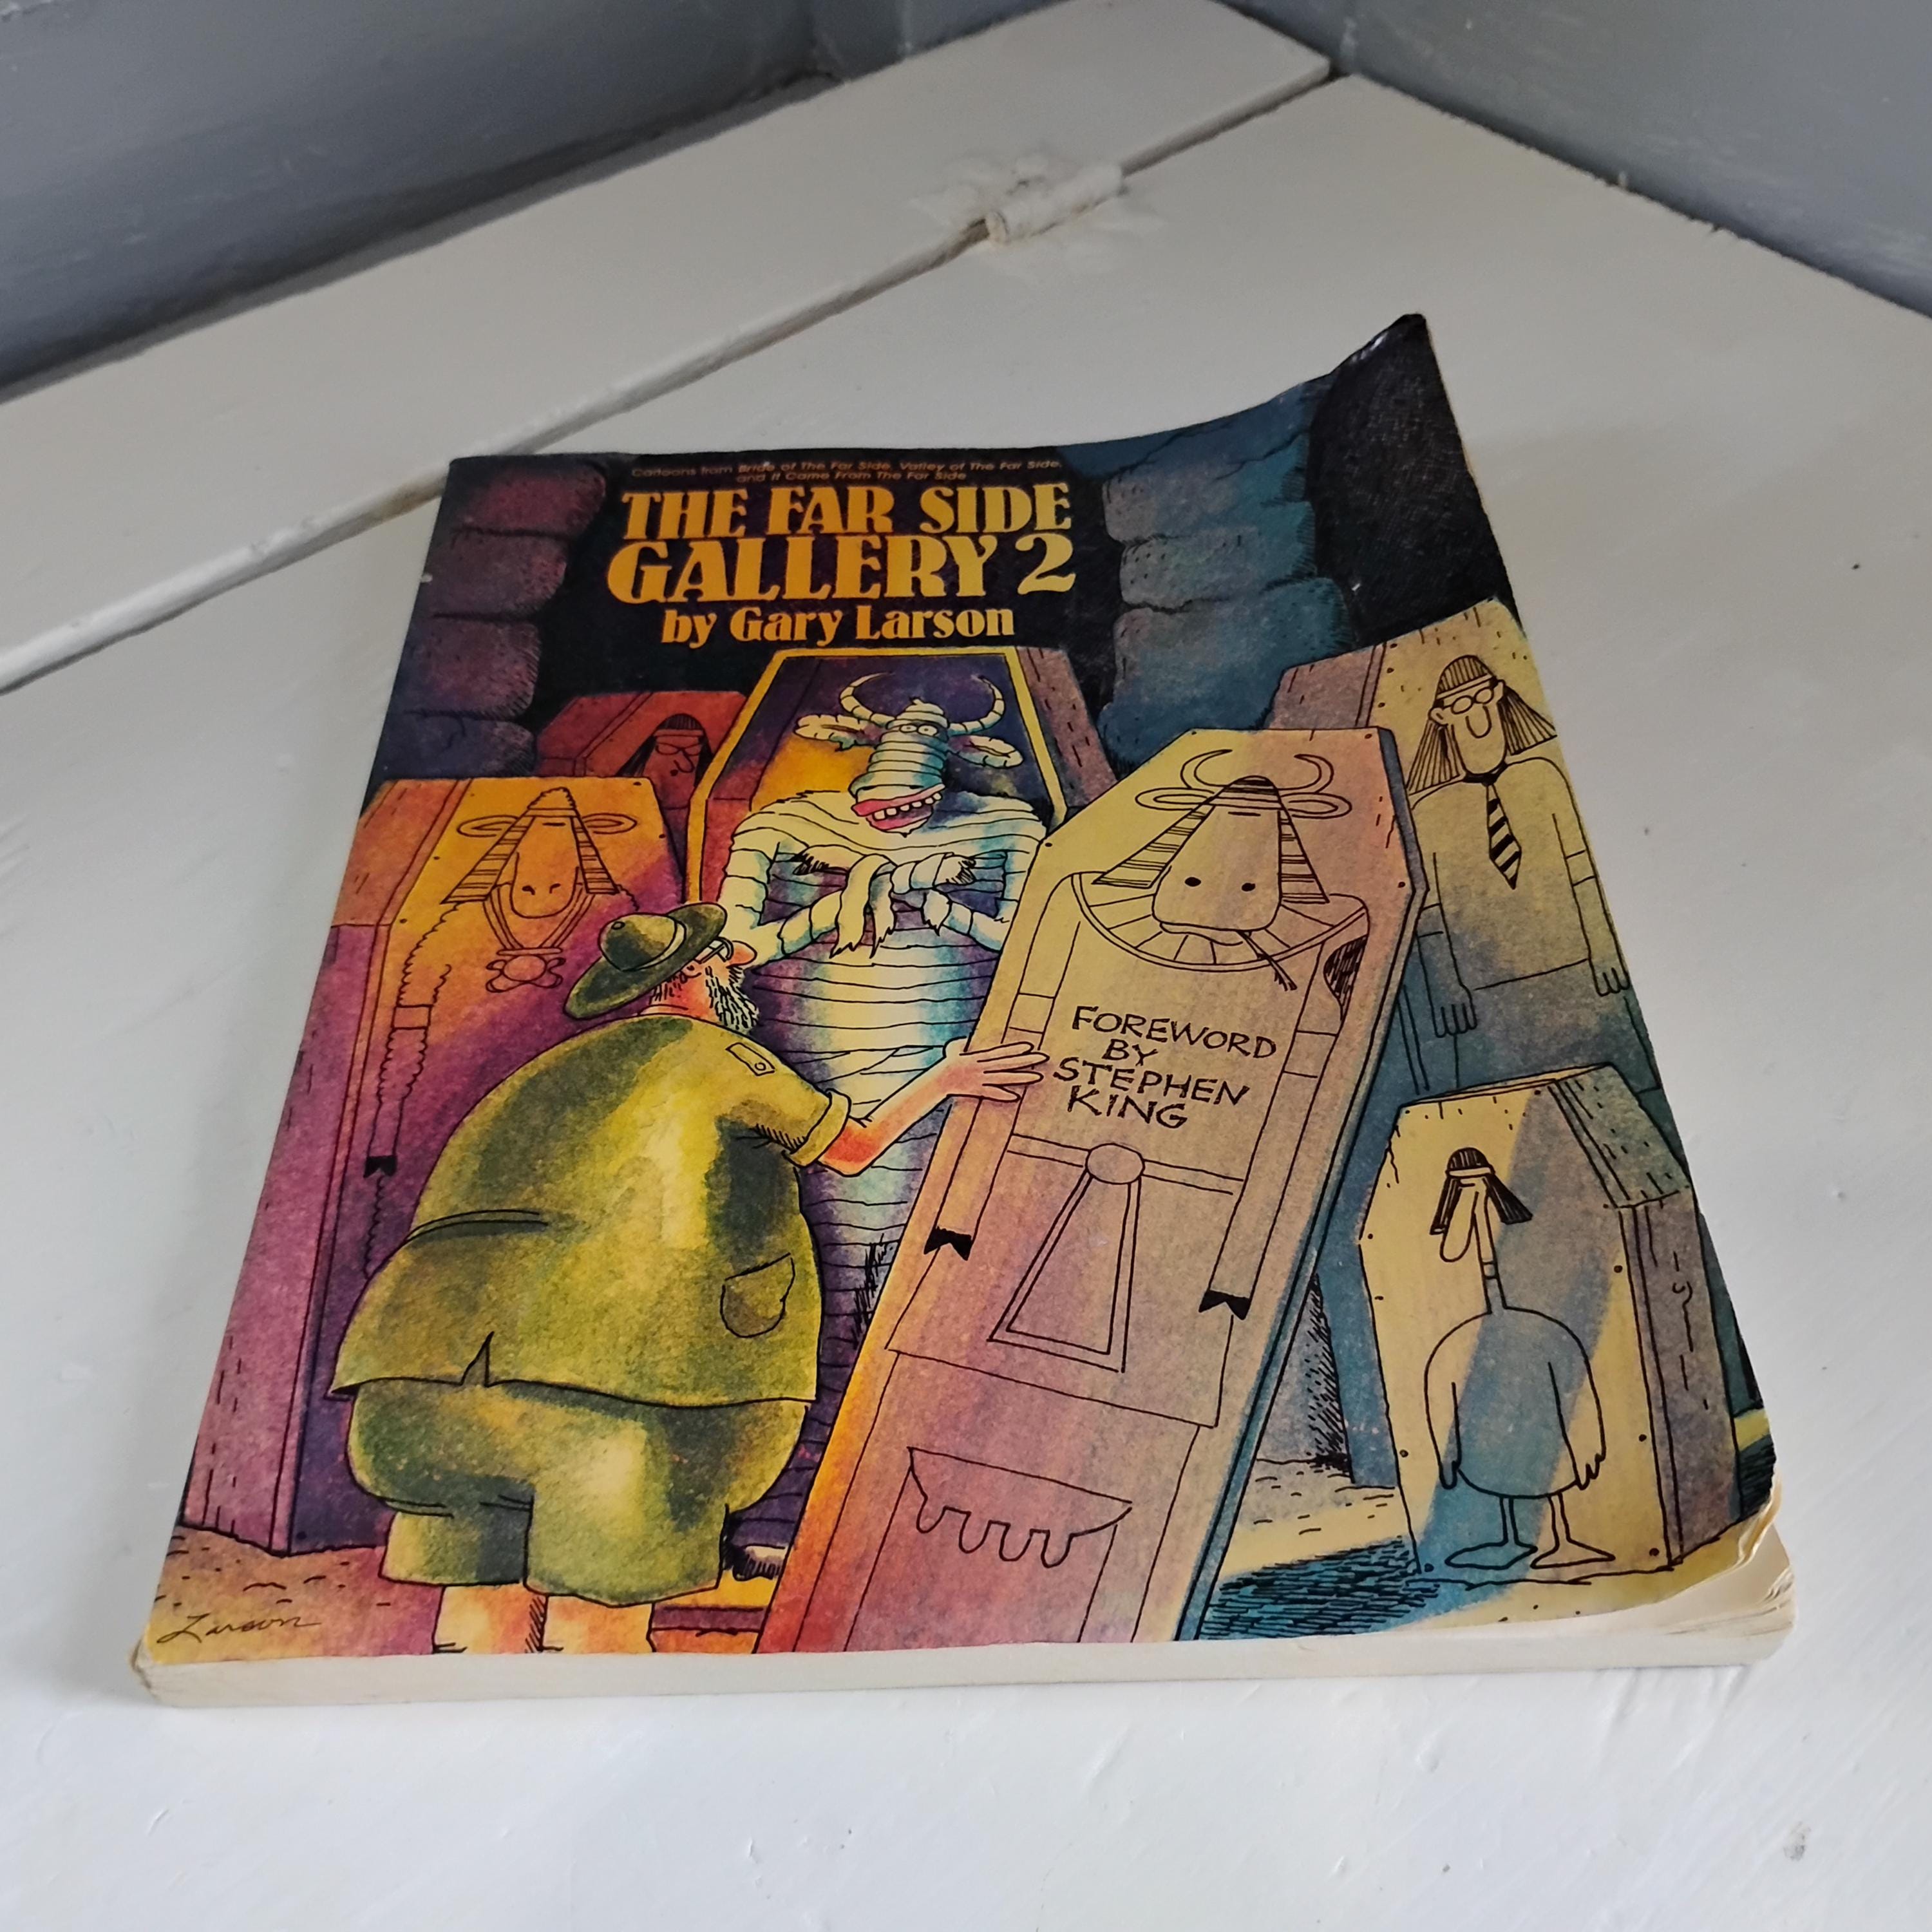 Cartoons from Bride of The Far Side, Valley of The Far Side,
and It Came From The Far Side
THE FAR SIDE
GALLERY 2
by Gary Larson
FOREWORD
BY
STEPHEN
KING
Larson